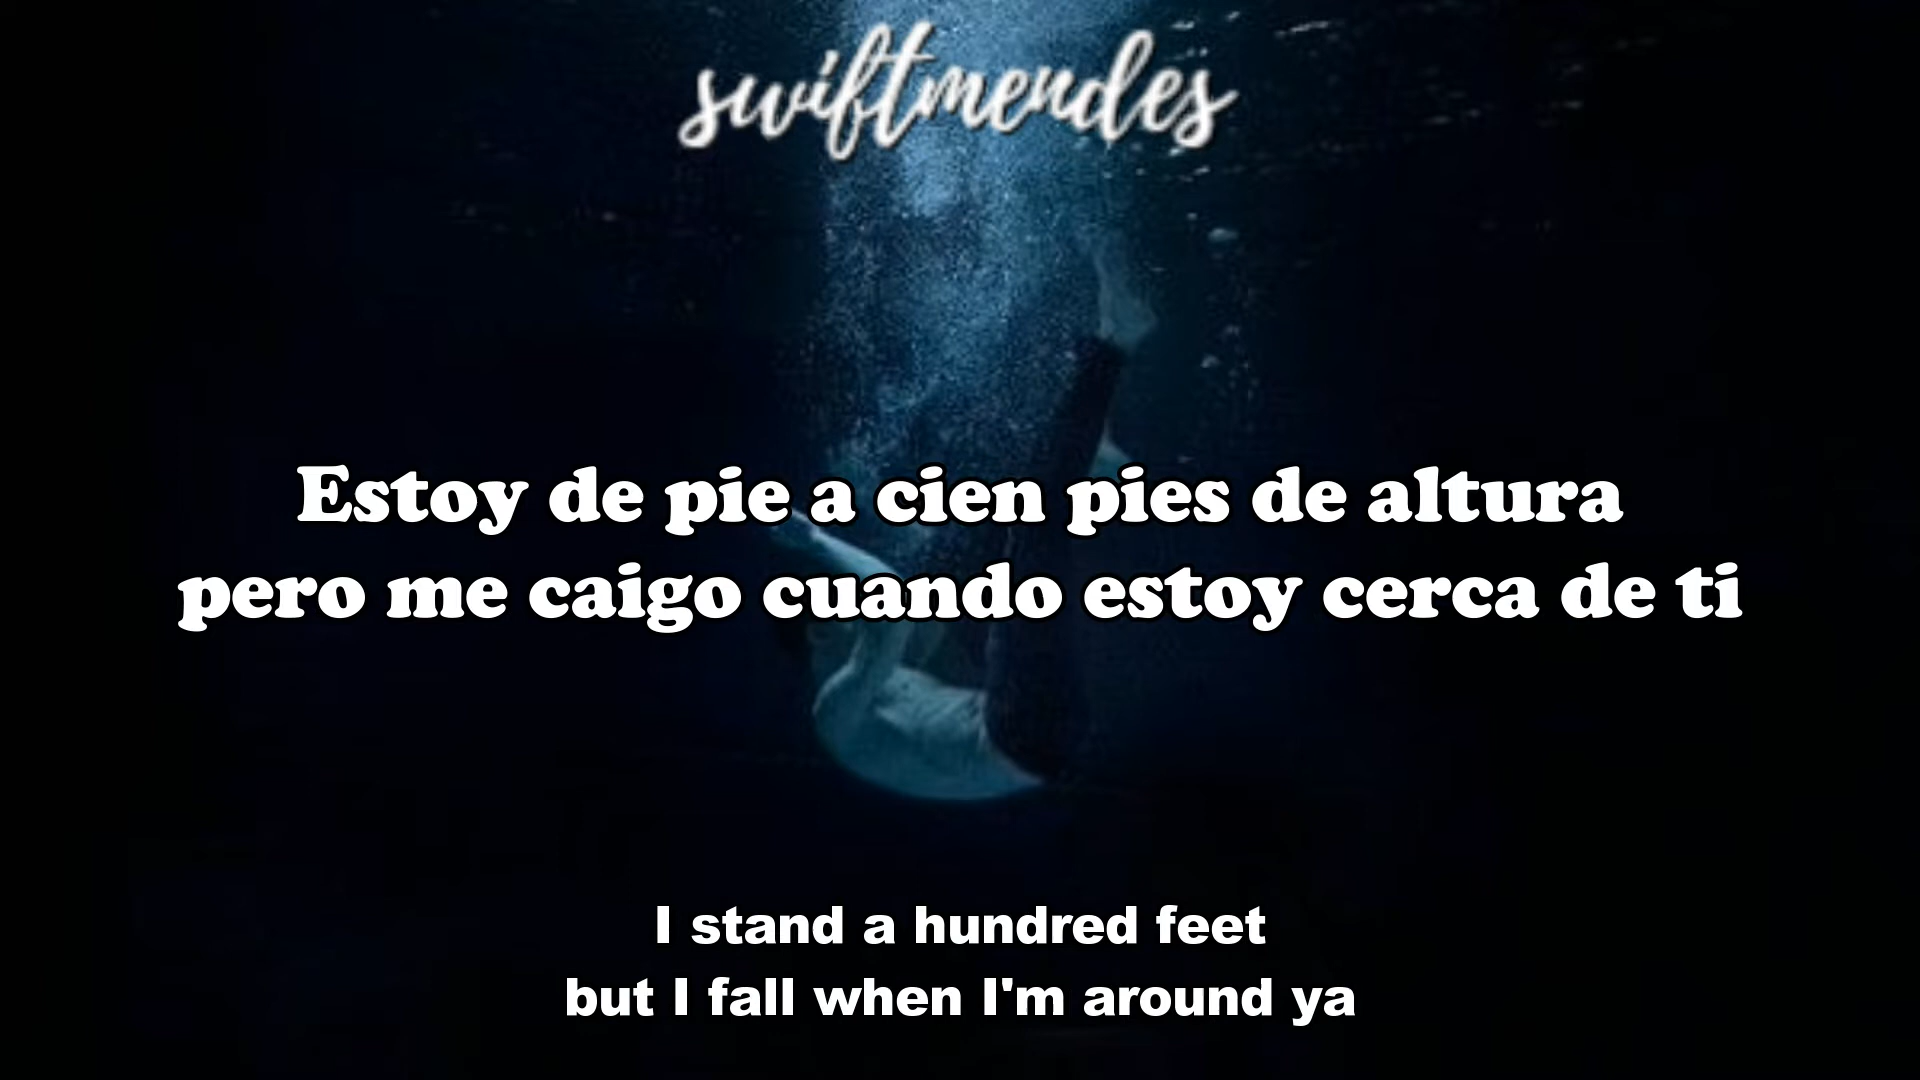 swiftmendes
Estoy de pie a cien pies de altura
pero me caigo cuando estoy cerca de ti
I stand a hundred feet
but I fall when I'm around ya